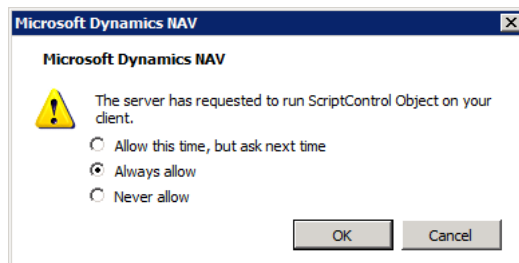 Microsoft Dynamics NAV
Microsoft Dynamics NAV
The server has requested to run ScriptControl Object on your
client.
Allow this time, but ask next time
Always allow
Never allow
OK Cancel